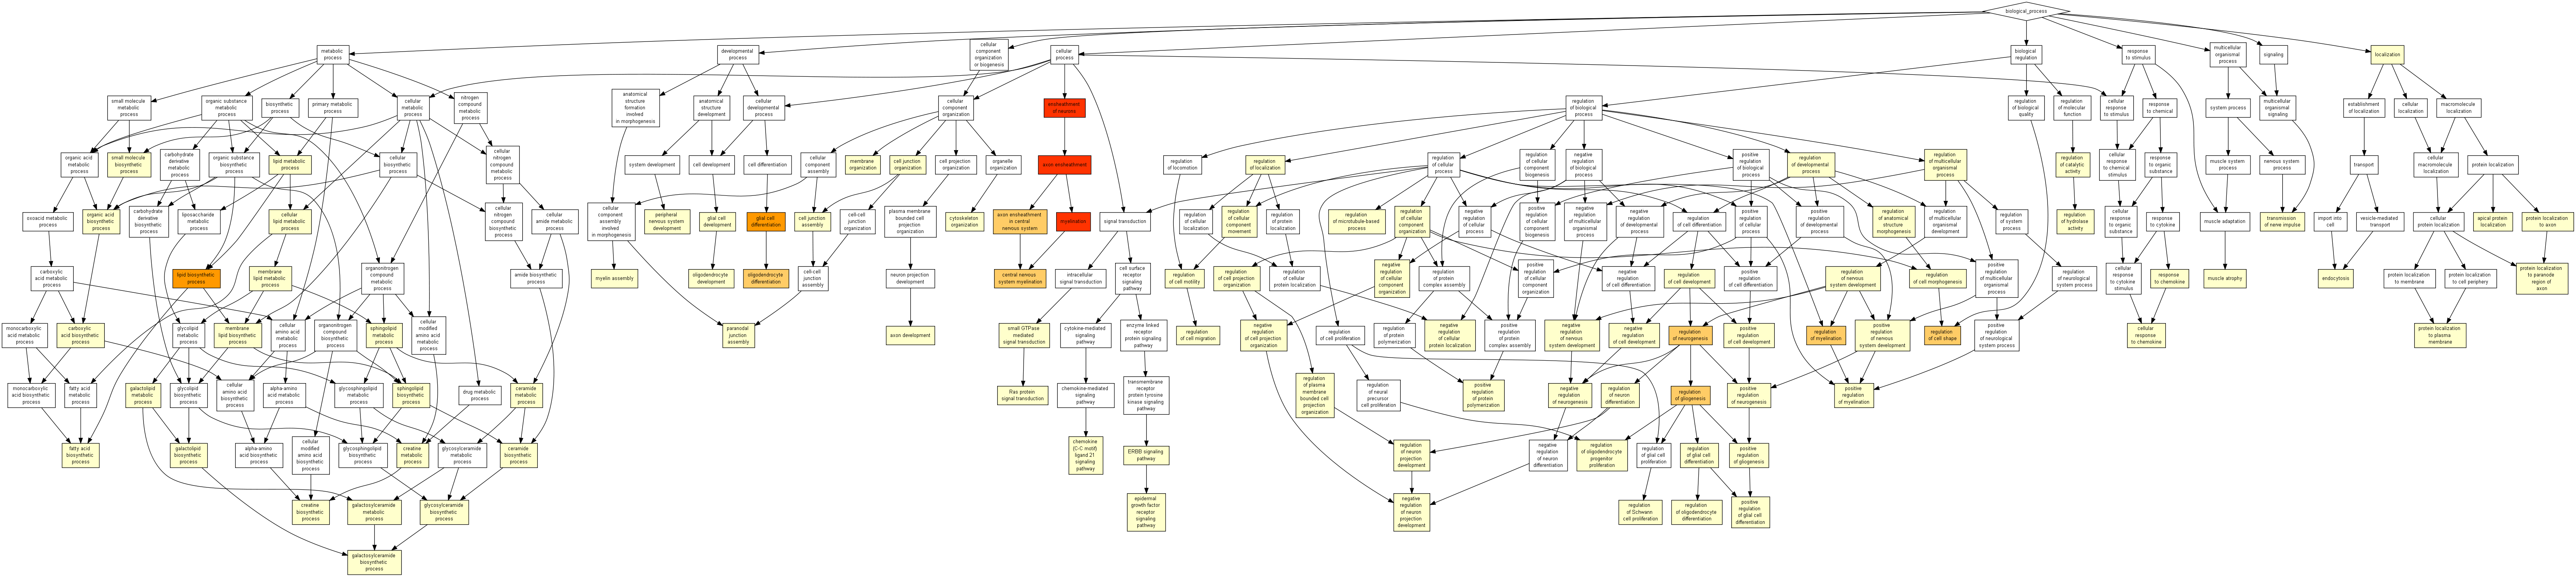 biological_process
metabolic
process
developmental
process
cellular
component
organization
or biogenesis
cellular
process
biological
regulation
response
to stimulus
multicellular
organismal
process
signaling
localization
small molecule
metabolic
process
organic substance
metabolic
process
biosynthetic
process
primary metabolic
process
cellular
metabolic
process
nitrogen
compound
metabolic
process
anatomical
structure
formation
involved
in morphogenesis
anatomical
structure
development
cellular
developmental
process
cellular
component
organization
ensheathment
of neurons
regulation
of biological
process
regulation
of biological
quality
regulation
of molecular
function
cellular
response
to stimulus
response
to chemical
system process
multicellular
organismal
signaling
establishment
of localization
cellular
localization
macromolecule
localization
organic acid
metabolic
process
small molecule
biosynthetic
process
carbohydrate
derivative
metabolic
process
organic substance
biosynthetic
process
lipid metabolic
process
cellular
biosynthetic
process
cellular
nitrogen
compound
metabolic
process
system development
cell development
cell differentiation
cellular
component
assembly
membrane
organization
cell junction
organization
cell projection
organization
organelle
organization
axon ensheathment
regulation
of locomotion
regulation
of localization
regulation
of cellular
process
regulation
of cellular
component
biogenesis
negative
regulation
of biological
process
positive
regulation
of biological
process
regulation
of developmental
process
regulation
of multicellular
organismal
process
regulation
of catalytic
activity
cellular
response
to chemical
stimulus
response
to organic
substance
muscle system
process
nervous system
process
transport
cellular
macromolecule
localization
protein localization
oxoacid metabolic
process
organic acid
biosynthetic
process
carbohydrate
derivative
biosynthetic
process
liposaccharide
metabolic
process
cellular
lipid metabolic
process
cellular
nitrogen
compound
biosynthetic
process
cellular
amide metabolic
process
cellular
component
assembly
involved
in morphogenesis
peripheral
nervous system
development
glial cell
development
glial cell
differentiation
cell junction
assembly
cell-cell
junction
organization
plasma membrane
bounded cell
projection
organization
cytoskeleton
organization
axon ensheathment
in central
nervous system
myelination
signal transduction
regulation
of cellular
localization
regulation
of cellular
component
movement
regulation
of protein
localization
regulation
of microtubule-based
process
regulation
of cellular
component
organization
negative
regulation
of cellular
process
positive
regulation
of cellular
component
biogenesis
negative
regulation
of multicellular
organismal
process
negative
regulation
of developmental
process
regulation
of cell differentiation
positive
regulation
of cellular
process
positive
regulation
of developmental
process
regulation
of anatomical
structure
morphogenesis
regulation
of multicellular
organismal
development
regulation
of system
process
regulation
of hydrolase
activity
cellular
response
to organic
substance
response
to cytokine
muscle adaptation
transmission
of nerve impulse
import into
cell
vesicle-mediated
transport
cellular
protein localization
apical protein
localization
protein localization
to axon
carboxylic
acid metabolic
process
lipid biosynthetic
process
membrane
lipid metabolic
process
organonitrogen
compound
metabolic
process
amide biosynthetic
process
myelin assembly
oligodendrocyte
development
oligodendrocyte
differentiation
cell-cell
junction
assembly
neuron projection
development
central nervous
system myelination
intracellular
signal transduction
cell surface
receptor
signaling
pathway
regulation
of cell motility
regulation
of cell projection
organization
regulation
of cellular
protein localization
negative
regulation
of cellular
component
organization
regulation
of protein
complex assembly
positive
regulation
of cellular
component
organization
negative
regulation
of cell
differentiation
regulation
of cell
development
positive
regulation
of cell differentiation
regulation
of nervous
system development
regulation
of cell morphogenesis
positive
regulation
of multicellular
organismal
process
regulation
of neurological
system process
cellular
response
to cytokine
stimulus
response
to chemokine
muscle atrophy
endocytosis
protein localization
to membrane
protein localization
to cell periphery
protein localization
to paranode
region of
axon
monocarboxylic
acid metabolic
process
carboxylic
acid biosynthetic
process
glycolipid
metabolic
process
membrane
lipid biosynthetic
process
cellular
amino acid
metabolic
process
organonitrogen
compound
biosynthetic
process
sphingolipid
metabolic
process
cellular
modified
amino acid
metabolic
process
paranodal
junction
assembly
axon development
small GTPase
mediated
signal transduction
cytokine-mediated
signaling
pathway
enzyme linked
receptor
protein signaling
pathway
regulation
of cell migration
negative
regulation
of cell projection
organization
regulation
of cell proliferation
regulation
of protein
polymerization
negative
regulation
of cellular
protein localization
positive
regulation
of protein
complex assembly
negative
regulation
of nervous
system development
negative
regulation
of cell development
regulation
of neurogenesis
positive
regulation
of cell development
regulation
of myelination
positive
regulation
of nervous
system development
regulation
of cell shape
positive
regulation
of neurological
system process
cellular
response
to chemokine
protein localization
to plasma
membrane
monocarboxylic
acid biosynthetic
process
fatty acid
metabolic
process
galactolipid
metabolic
process
glycolipid
biosynthetic
process
cellular
amino acid
biosynthetic
process
alpha-amino
acid metabolic
process
glycosphingolipid
metabolic
process
sphingolipid
biosynthetic
process
drug metabolic
process
ceramide
metabolic
process
Ras protein
signal transduction
chemokine-mediated
signaling
pathway
transmembrane
receptor
protein tyrosine
kinase signaling
pathway
regulation
of plasma
membrane
bounded cell
projection
organization
regulation
of neural
precursor
cell proliferation
positive
regulation
of protein
polymerization
negative
regulation
of neurogenesis
regulation
of neuron
differentiation
regulation
of gliogenesis
positive
regulation
of neurogenesis
positive
regulation
of myelination
fatty acid
biosynthetic
process
galactolipid
biosynthetic
process
alpha-amino
acid biosynthetic
process
cellular
modified
amino acid
biosynthetic
process
glycosphingolipid
biosynthetic
process
creatine
metabolic
process
glycosylceramide
metabolic
process
ceramide
biosynthetic
process
chemokine
(C-C motif)
ligand 21
signaling
pathway
ERBB signaling
pathway
regulation
of neuron
projection
development
negative
regulation
of neuron
differentiation
regulation
of oligodendrocyte
progenitor
proliferation
regulation
of glial cell
proliferation
regulation
of glial cell
differentiation
positive
regulation
of gliogenesis
creatine
biosynthetic
process
galactosylceramide
metabolic
process
glycosylceramide
biosynthetic
process
epidermal
growth factor
receptor
signaling
pathway
negative
regulation
of neuron
projection
development
regulation
of Schwann
cell proliferation
regulation
of oligodendrocyte
differentiation
positive
regulation
of glial cell
differentiation
galactosylceramide
biosynthetic
process